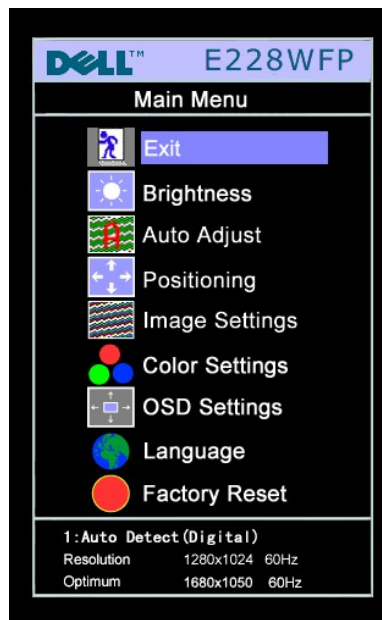 DELL™ E228WFP
Main Menu
Exit
Brightness
Auto Adjust
Positioning
Image Settings
Color Settings
OSD Settings
Language
Factory Reset
1:Auto Detect(Digital)
Resolution 1280x1024 60Hz
Optimum 1680x1050 60Hz